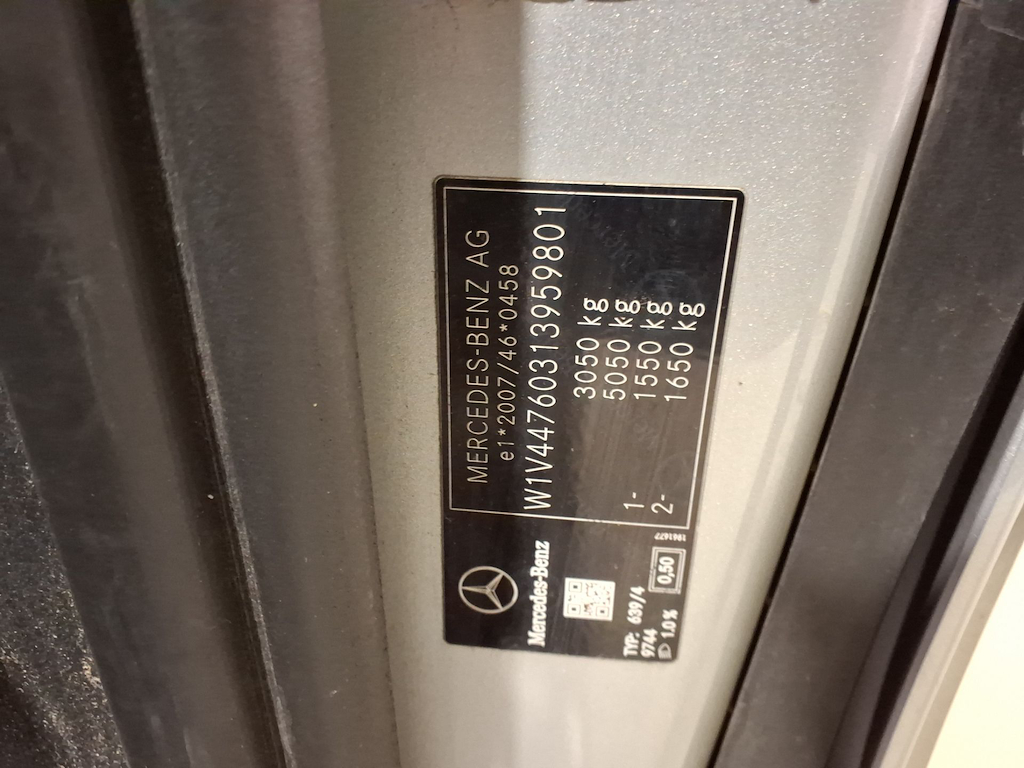 MERCEDES-BENZ AG
e1*2007/46*0458
W1V44760313959801
3050 kg
5050 kg
1- 1550 kg
2- 1650 kg
Mercedes-Benz
TYP: 639/4
9744
1.0 %
0,50
1961677